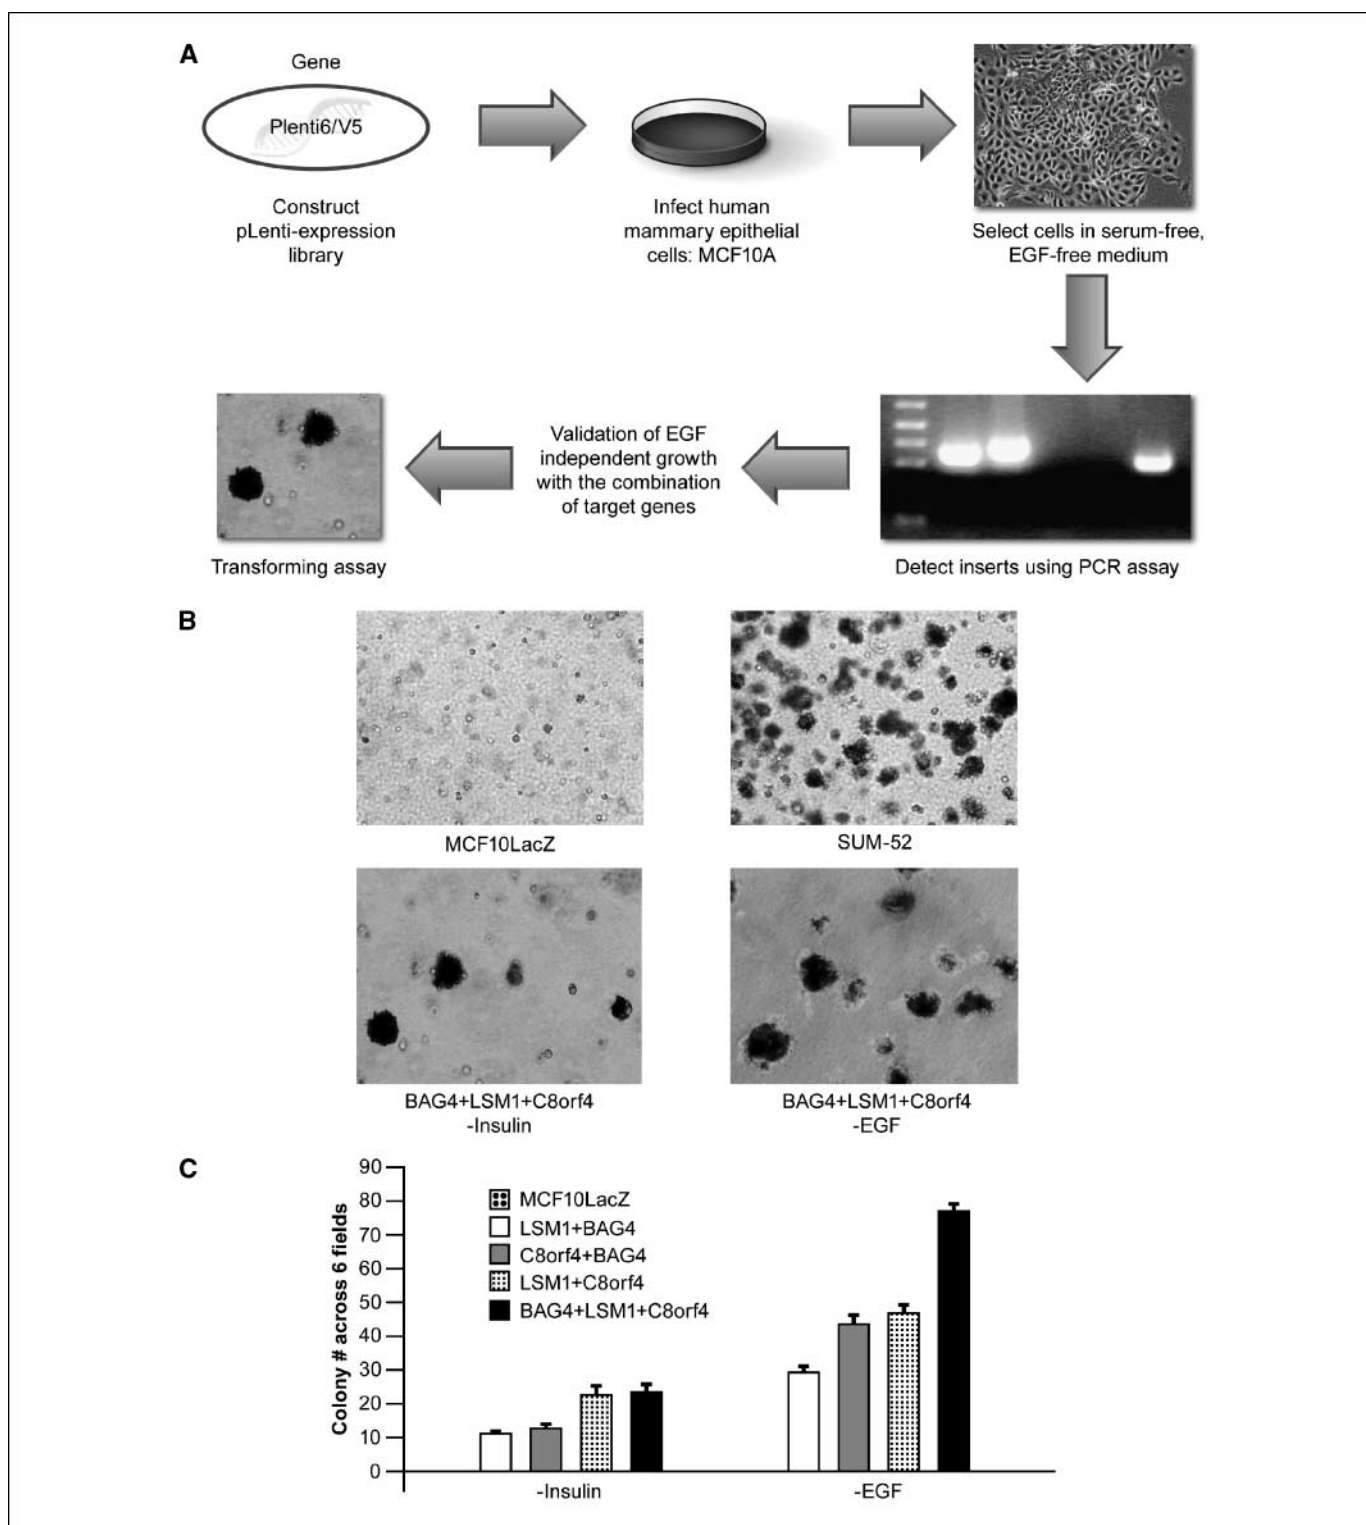 A
Gene
Plenti6/V5
Construct
pLenti-expression
library
Infect human
mammary epithelial
cells: MCF10A
Select cells in serum-free,
EGF-free medium
Validation of EGF
independent growth
with the combination
of target genes
Transforming assay
Detect inserts using PCR assay
B
MCF10LacZ
SUM-52
BAG4+LSM1+C8orf4
-Insulin
BAG4+LSM1+C8orf4
-EGF
C
Colony # across 6 fields
90
80
70
60
50
40
30
20
10
0
MCF10LacZ
LSM1+BAG4
C8orf4+BAG4
LSM1+C8orf4
BAG4+LSM1+C8orf4
-Insulin
-EGF